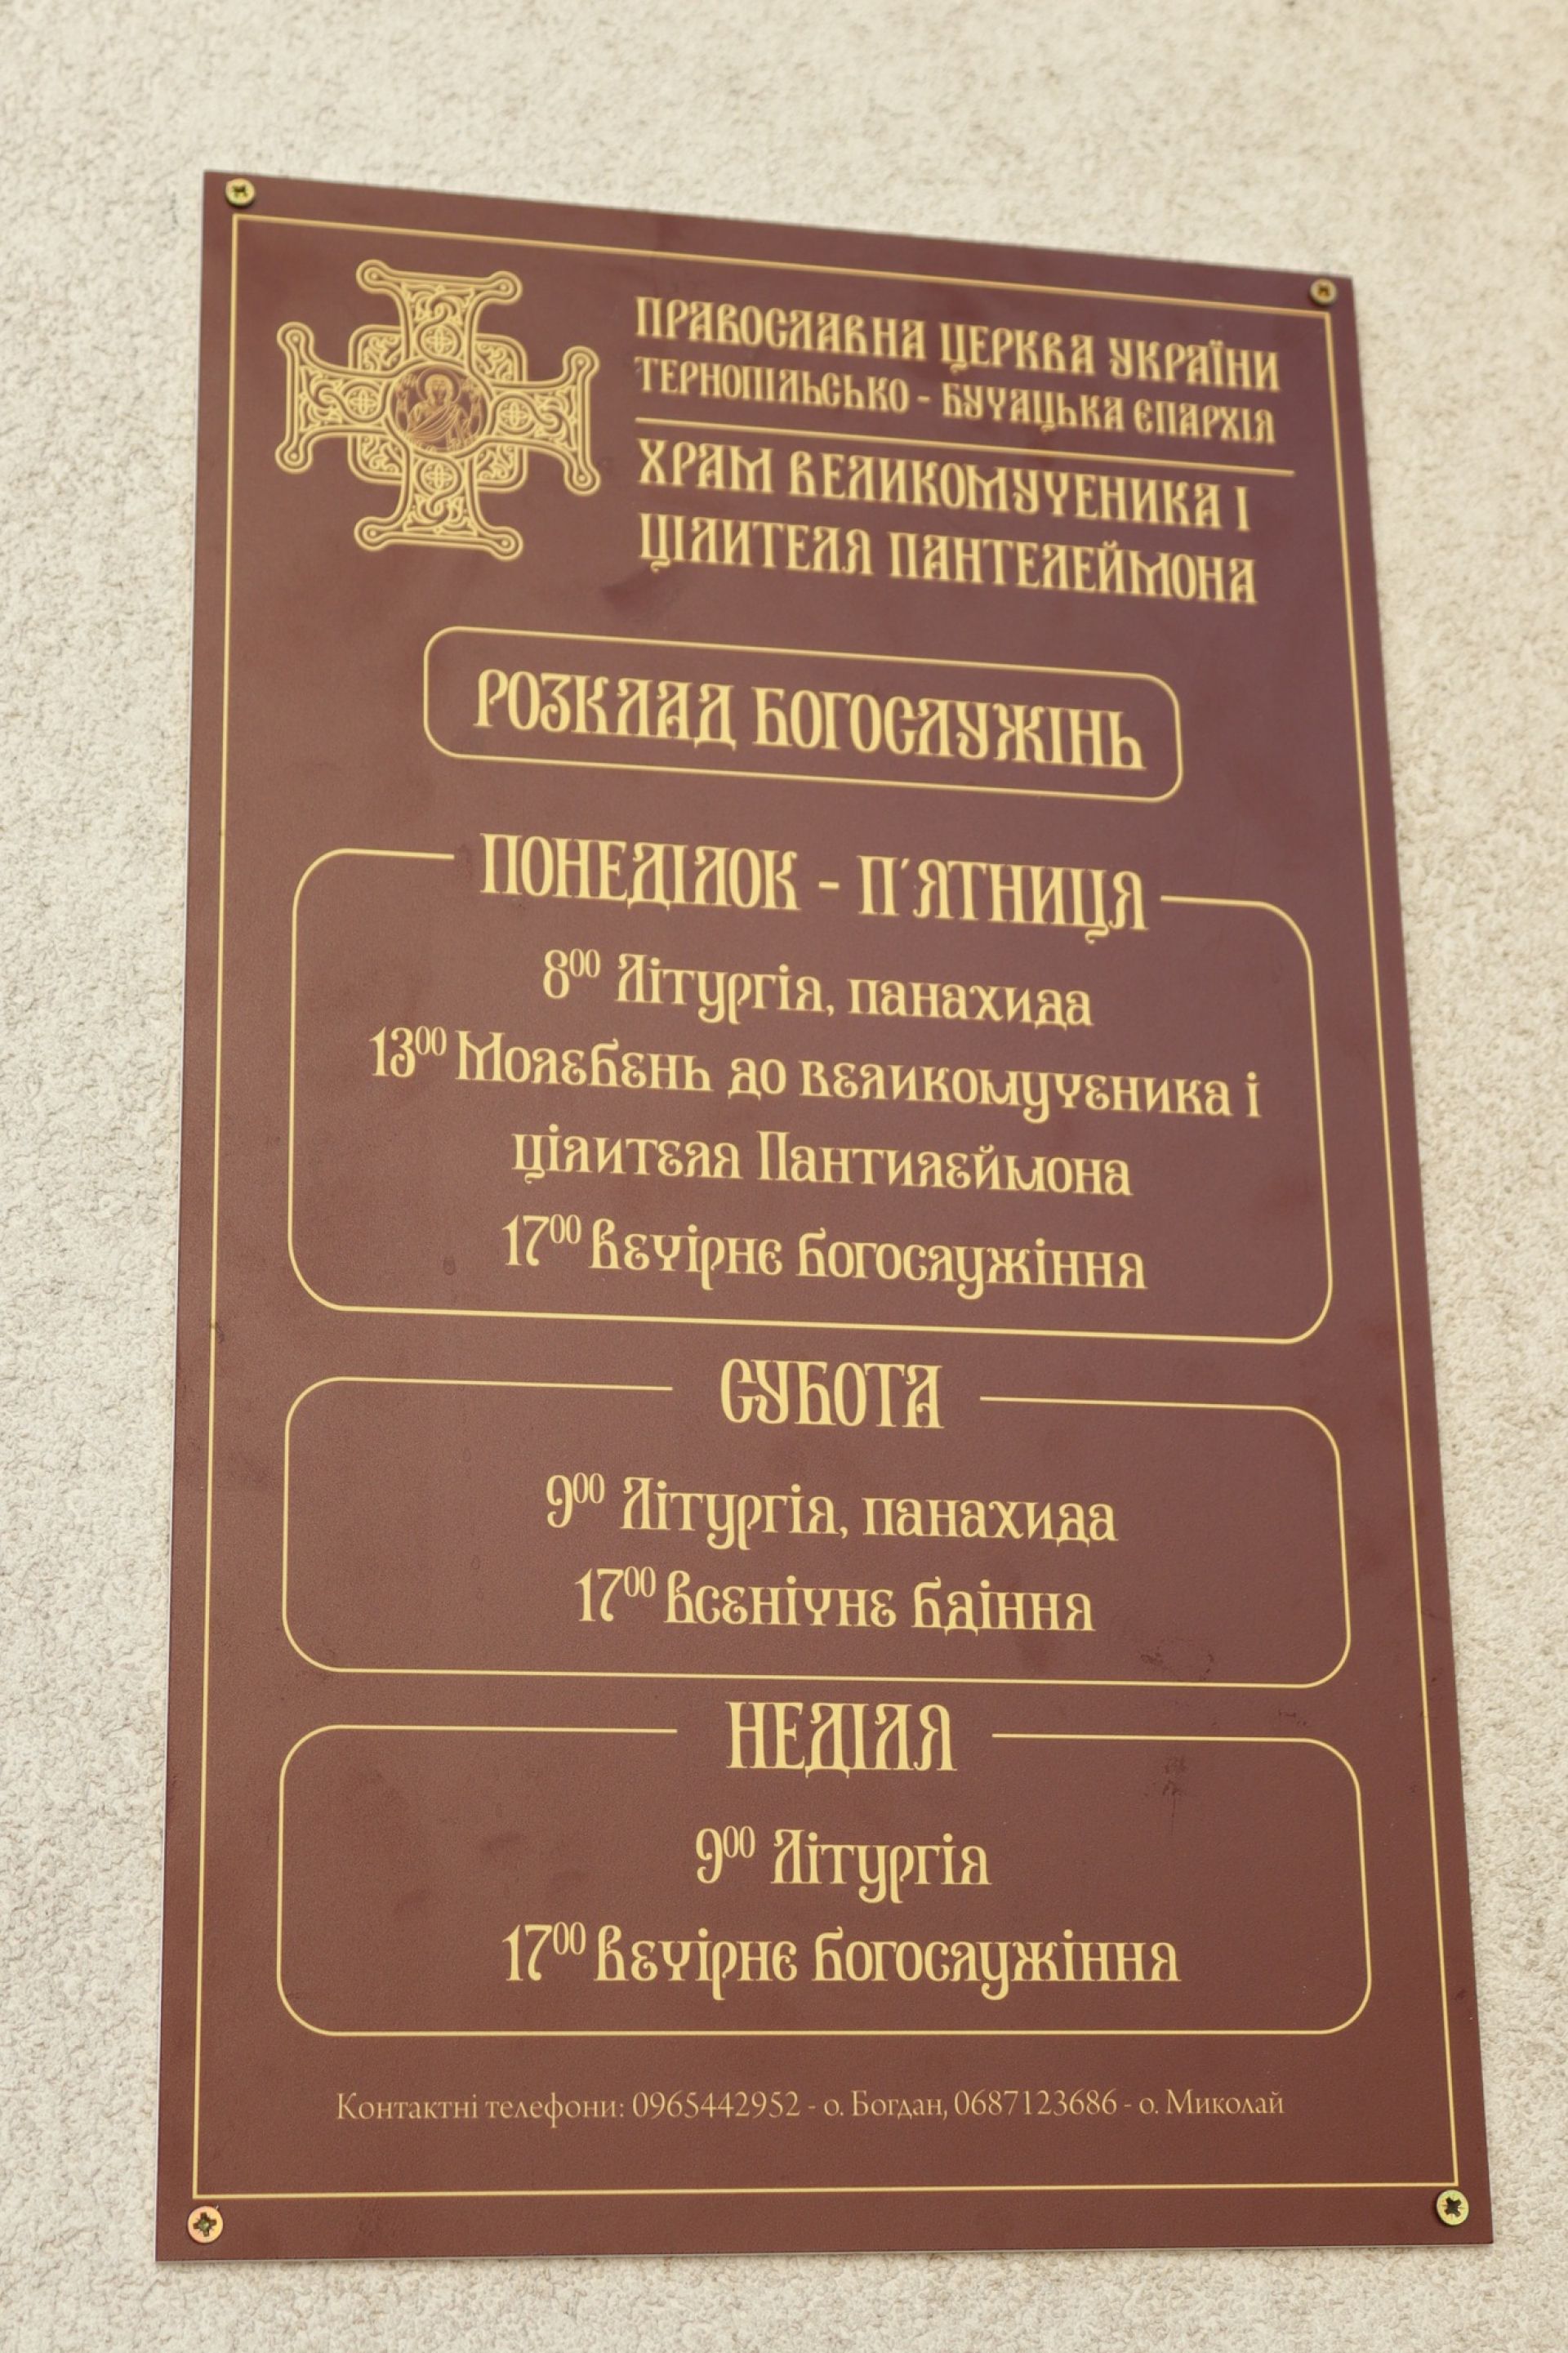 ПРАВОСЛАВНА ЦЕРКВА УКРАЇНИ
ТЕРНОПІЛЬСЬКО - БУЧАЦЬКА ЄПАРХІЯ
ХРАМ ВЕЛИКОМУЧЕНИКА І
ЦІЛИТЕЛЯ ПАНТЕЛЕЙМОНА
РОЗКЛАД БОГОСЛУЖІНЬ
ПОНЕДІЛОК - П'ЯТНИЦЯ
8⁰⁰ Літургія, панахида
13⁰⁰ Молебень до великомученика і
цілителя Пантилеймона
17⁰⁰ Вечірнє богослужіння
СУБОТА
9⁰⁰ Літургія, панахида
17⁰⁰ Всенічне бдіння
НЕДІЛЯ
9⁰⁰ Літургія
17⁰⁰ Вечірнє богослужіння
Контактні телефони: 0965442952 - о. Богдан, 0687123686 - о. Миколай